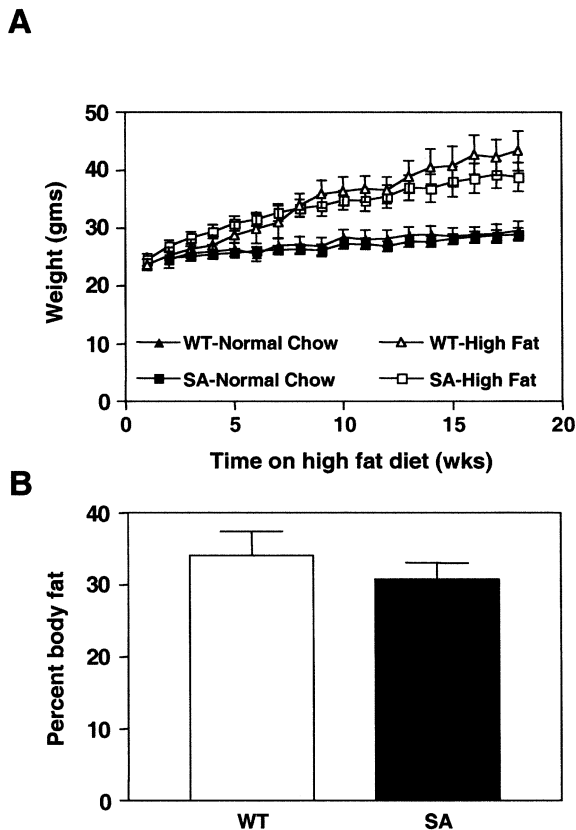 A
50
40
30
20
10
0
Weight (gms)
WT-Normal Chow
WT-High Fat
SA-Normal Chow
SA-High Fat
0 5 10 15 20
Time on high fat diet (wks)
B
40
30
20
10
0
Percent body fat
WT SA